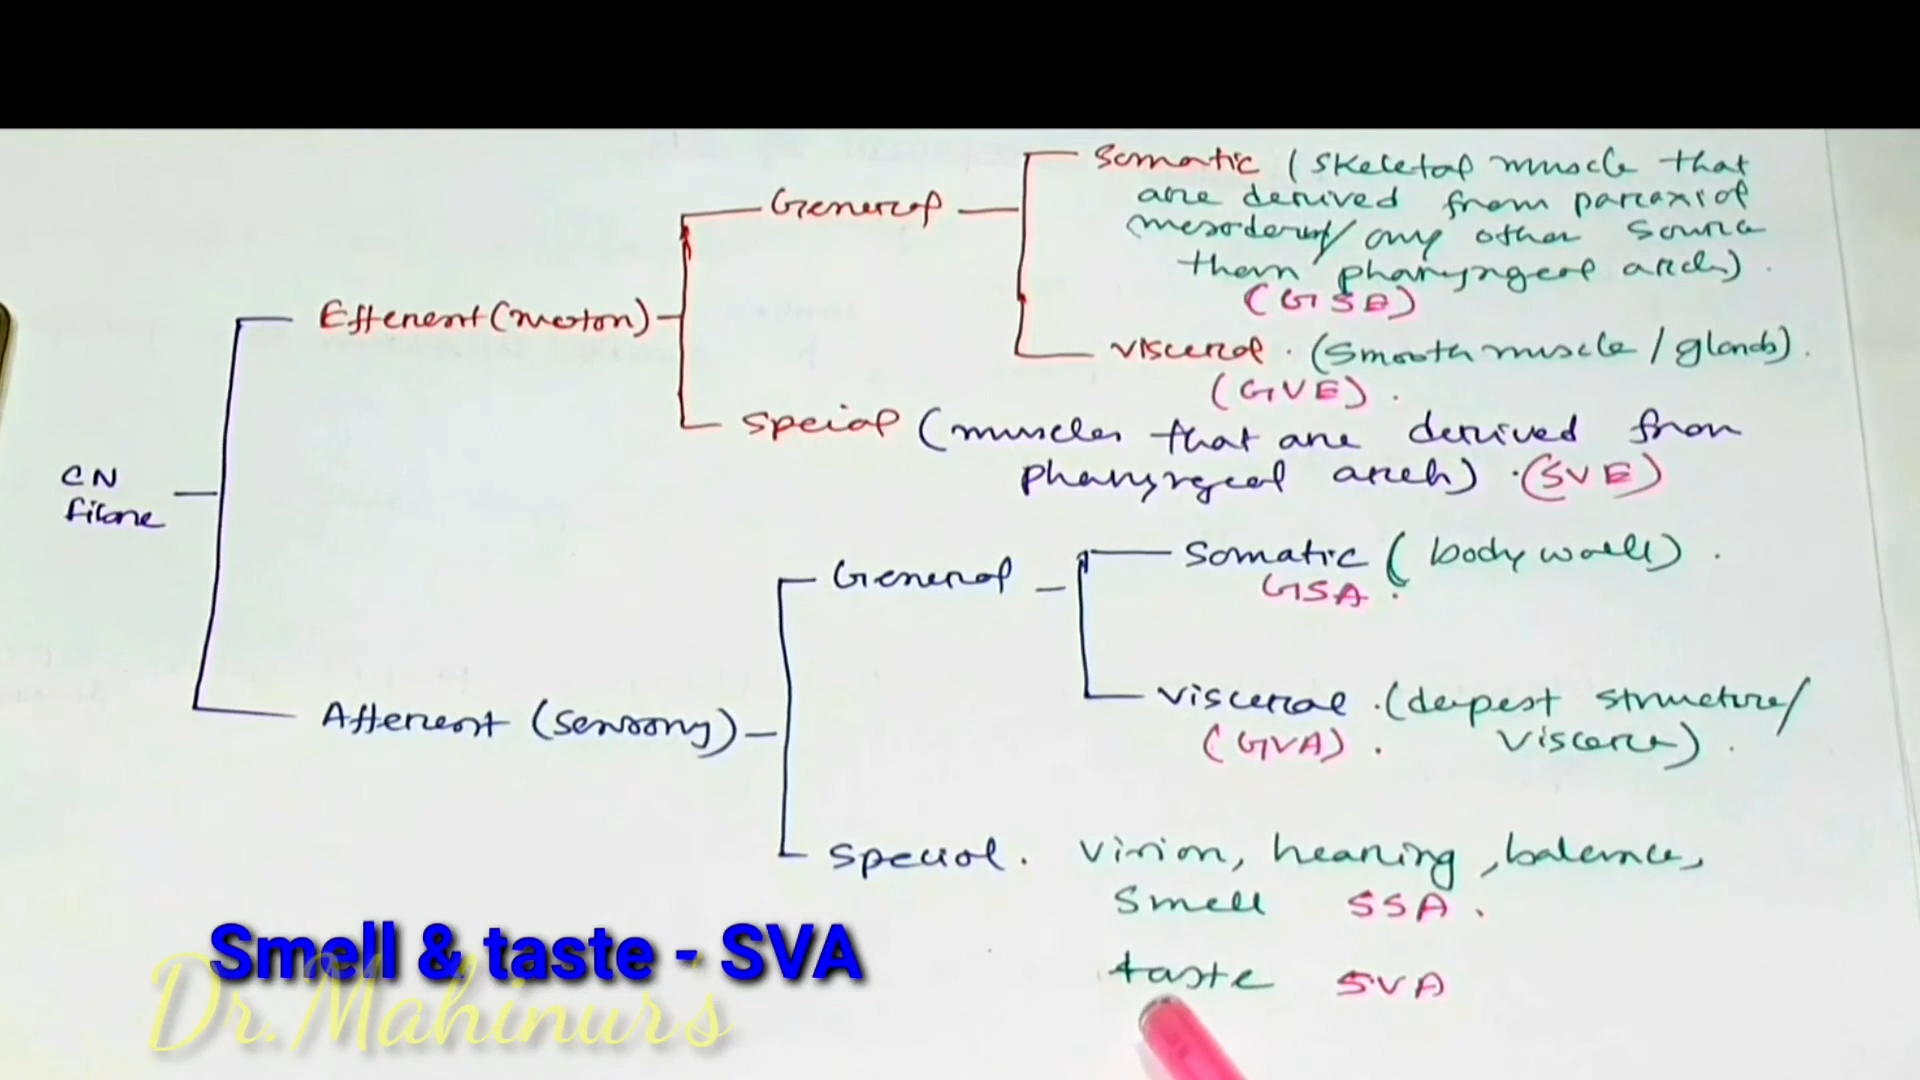 Somatic (skeletal muscle that
are derived from paraxial
General
mesoderm/ any other source
than pharyngeal arch).
(GSE)
Efferent (motor)
visceral. (smooth muscle / glands).
(GVE).
speial (muscles that are derived from
pharyngeal arch). (SVE)
CN
fibre
Somatic (body wall).
General
GSA.
visceral. (deepest structure/
Afferent (sensory)
(GVA). viscera).
special. vision, hearing, balance,
smell SSA.
Smell & taste - SVA
taste SVA
Dr. Mahinur's